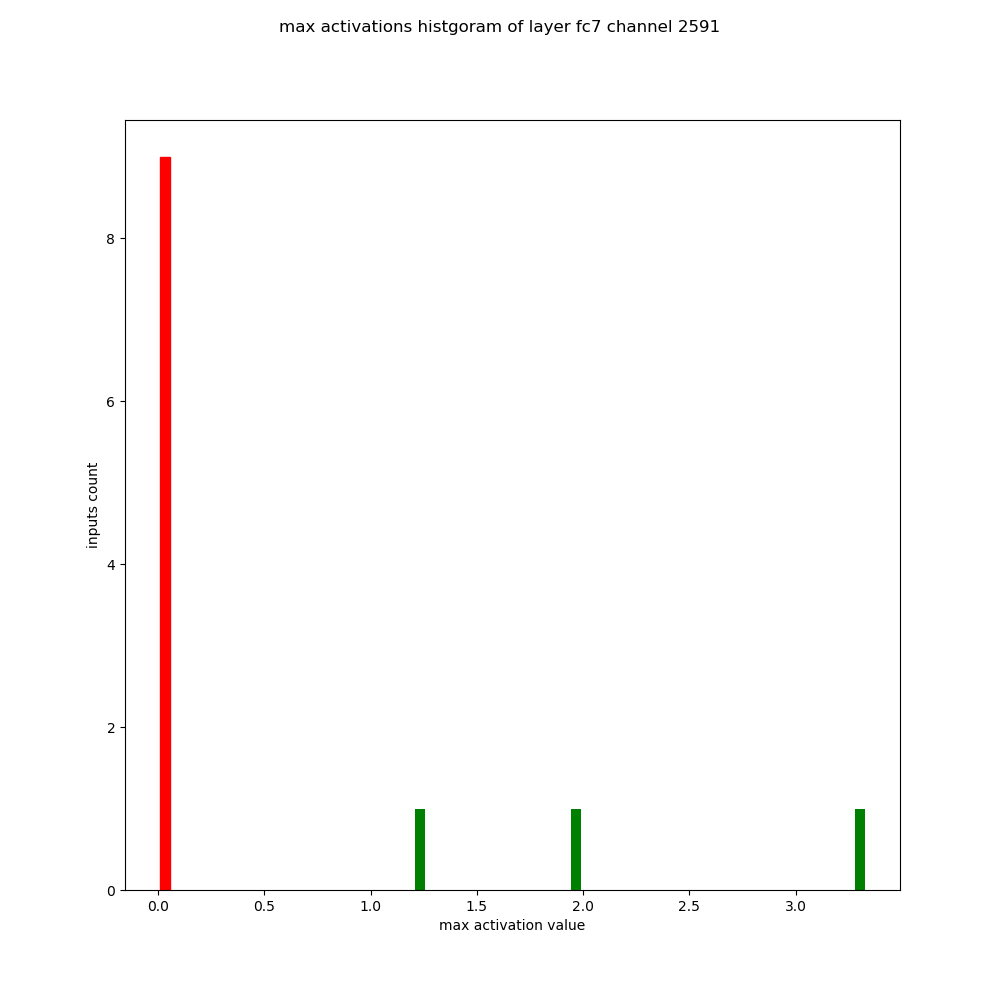 max activations histgoram of layer fc7 channel 2591
8
6
4
2
0
inputs count
0.0 0.5 1.0 1.5 2.0 2.5 3.0
max activation value